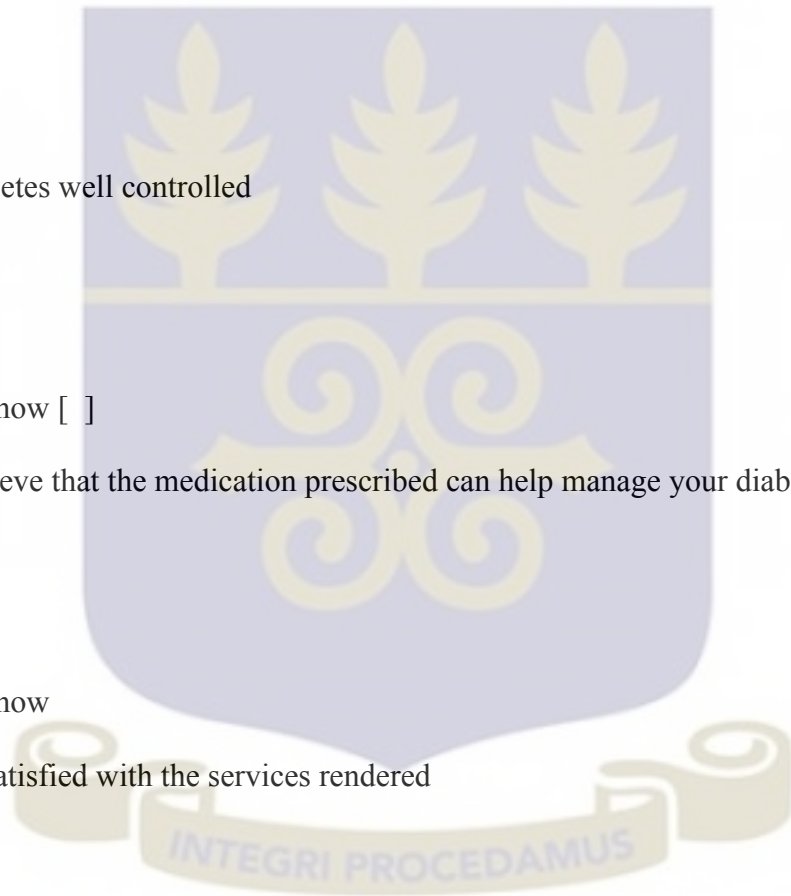 etes well controlled
now [ ]
eve that the medication prescribed can help manage your diab
now
atisfied with the services rendered
INTEGRI PROCEDAMUS